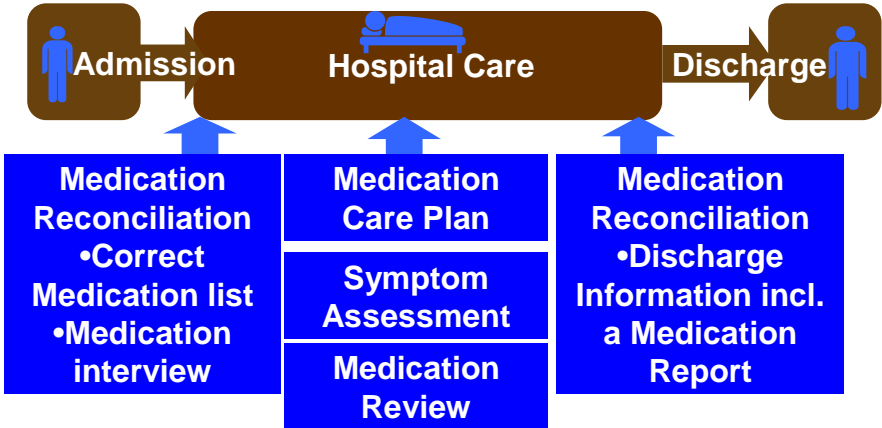 Admission
Hospital Care
Discharge
Medication
Reconciliation
•Correct
Medication list
•Medication
interview
Medication
Care Plan
Symptom
Assessment
Medication
Review
Medication
Reconciliation
•Discharge
Information incl.
a Medication
Report